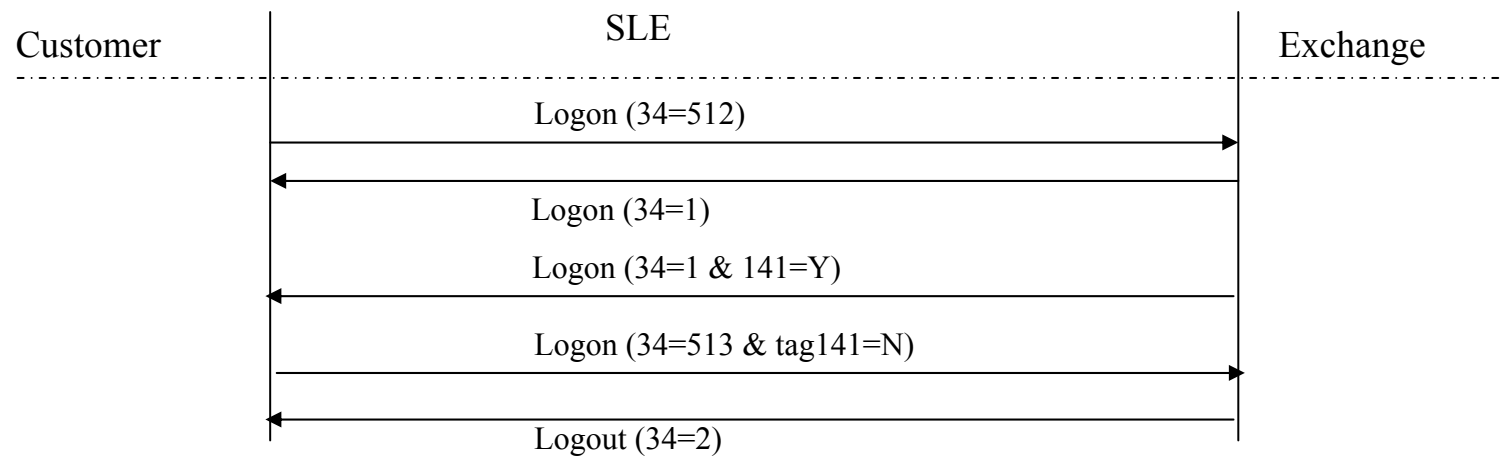 Customer
SLE
Exchange
Logon (34=512)
Logon (34=1)
Logon (34=1 & 141=Y)
Logon (34=513 & tag141=N)
Logout (34=2)